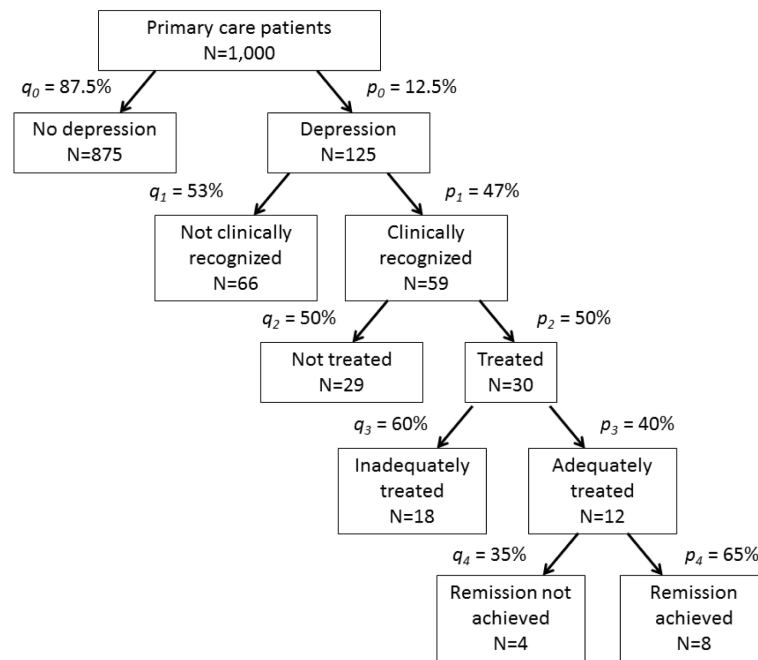 Primary care patients
N=1,000
q0 = 87.5%
p0 = 12.5%
No depression
N=875
Depression
N=125
q1 = 53%
p1 = 47%
Not clinically
recognized
N=66
Clinically
recognized
N=59
q2 = 50%
p2 = 50%
Not treated
N=29
Treated
N=30
q3 = 60%
p3 = 40%
Inadequately
treated
N=18
Adequately
treated
N=12
q4 = 35%
p4 = 65%
Remission not
achieved
N=4
Remission
achieved
N=8